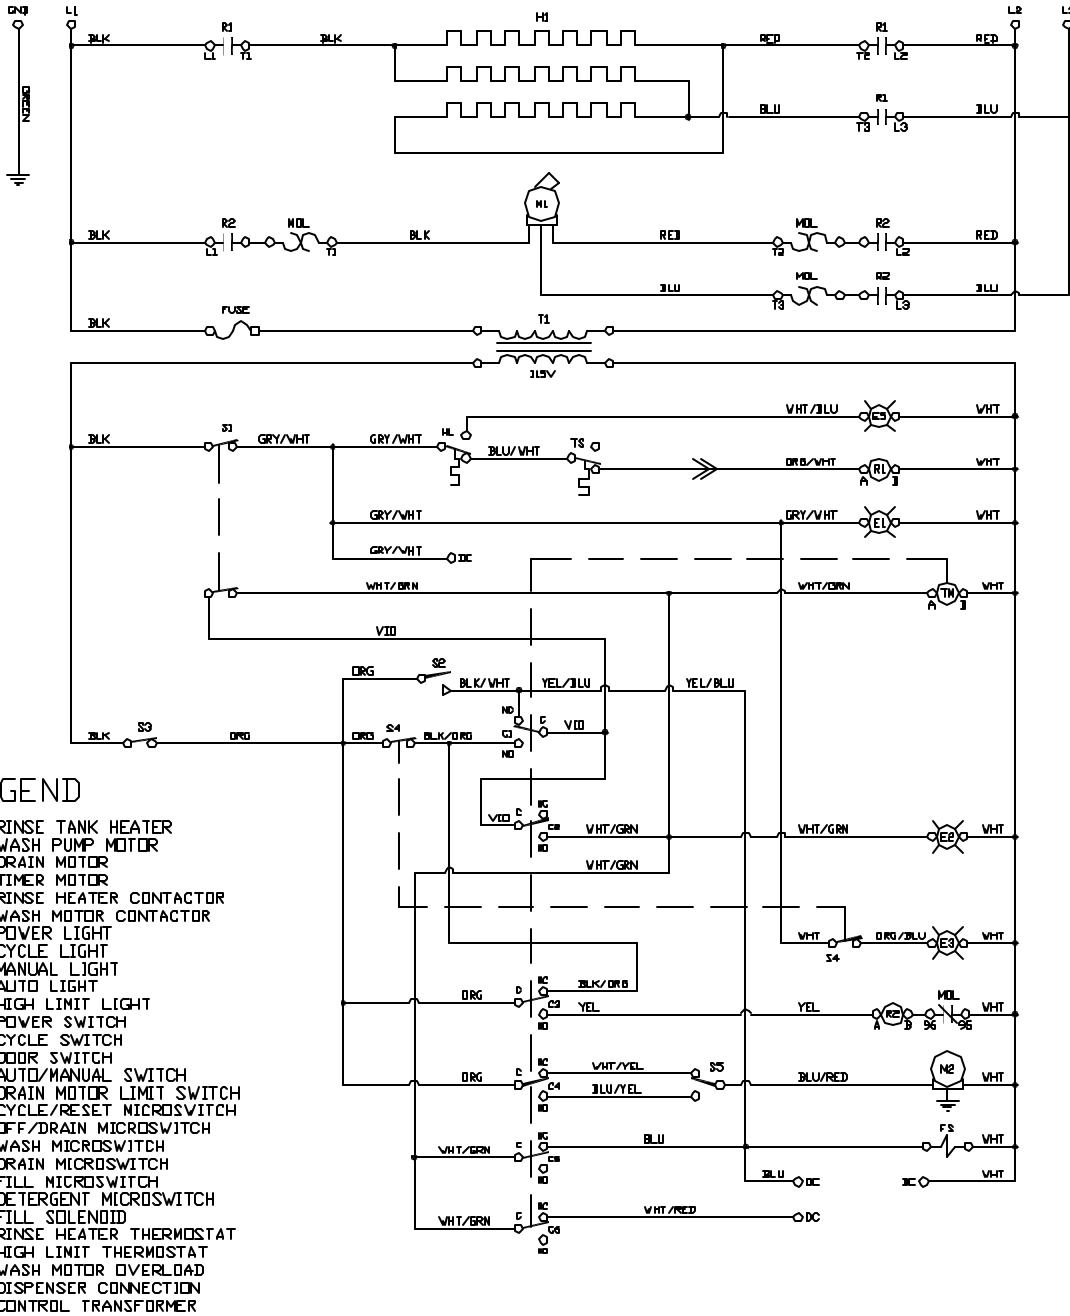 GND L1 L2
R1 H1 R1
BLK BLK RED RED
L1 T1 T2 L2
GREEN
R1
BLU BLU
T3 L3
M1
R2 MOL MOL R2
BLK BLK RED RED
L1 T1 T2 L2
MOL R2
BLU BLU
T3 L3
FUSE T1
BLK
115V
WHT/BLU WHT
S1 HL TS
BLK GRY/WHT GRY/WHT BLU/WHT
ORG/WHT R1 WHT
A B
GRY/WHT GRY/WHT E1 WHT
GRY/WHT DC
WHT/GRN WHT/GRN TM WHT
A B
VIO
ORG S2
BLK/WHT YEL/BLU YEL/BLU
C VIO
S3 S4
BLK ORG ORG BLK/ORG
NO
C
VIO
WHT/GRN WHT/GRN E2 WHT
NO
WHT/GRN
WHT ORG/BLU E3 WHT
S4
ORG NC BLK/ORG
C3
YEL YEL R2 MOL WHT
NO A B 96 95
NC WHT/YEL S5 M2
ORG C C4 BLU/RED WHT
BLU/YEL
NO
NC BLU FS WHT
WHT/GRN C
NO
BLU DC DC WHT
NC WHT/RED DC
WHT/GRN C C6
NO
GEND
RINSE TANK HEATER
WASH PUMP MOTOR
DRAIN MOTOR
TIMER MOTOR
RINSE HEATER CONTACTOR
WASH MOTOR CONTACTOR
POWER LIGHT
CYCLE LIGHT
MANUAL LIGHT
AUTO LIGHT
HIGH LIMIT LIGHT
POWER SWITCH
CYCLE SWITCH
DOOR SWITCH
AUTO/MANUAL SWITCH
DRAIN MOTOR LIMIT SWITCH
CYCLE/RESET MICROSWITCH
OFF/DRAIN MICROSWITCH
WASH MICROSWITCH
DRAIN MICROSWITCH
FILL MICROSWITCH
DETERGENT MICROSWITCH
FILL SOLENOID
RINSE HEATER THERMOSTAT
HIGH LIMIT THERMOSTAT
WASH MOTOR OVERLOAD
DISPENSER CONNECTION
CONTROL TRANSFORMER